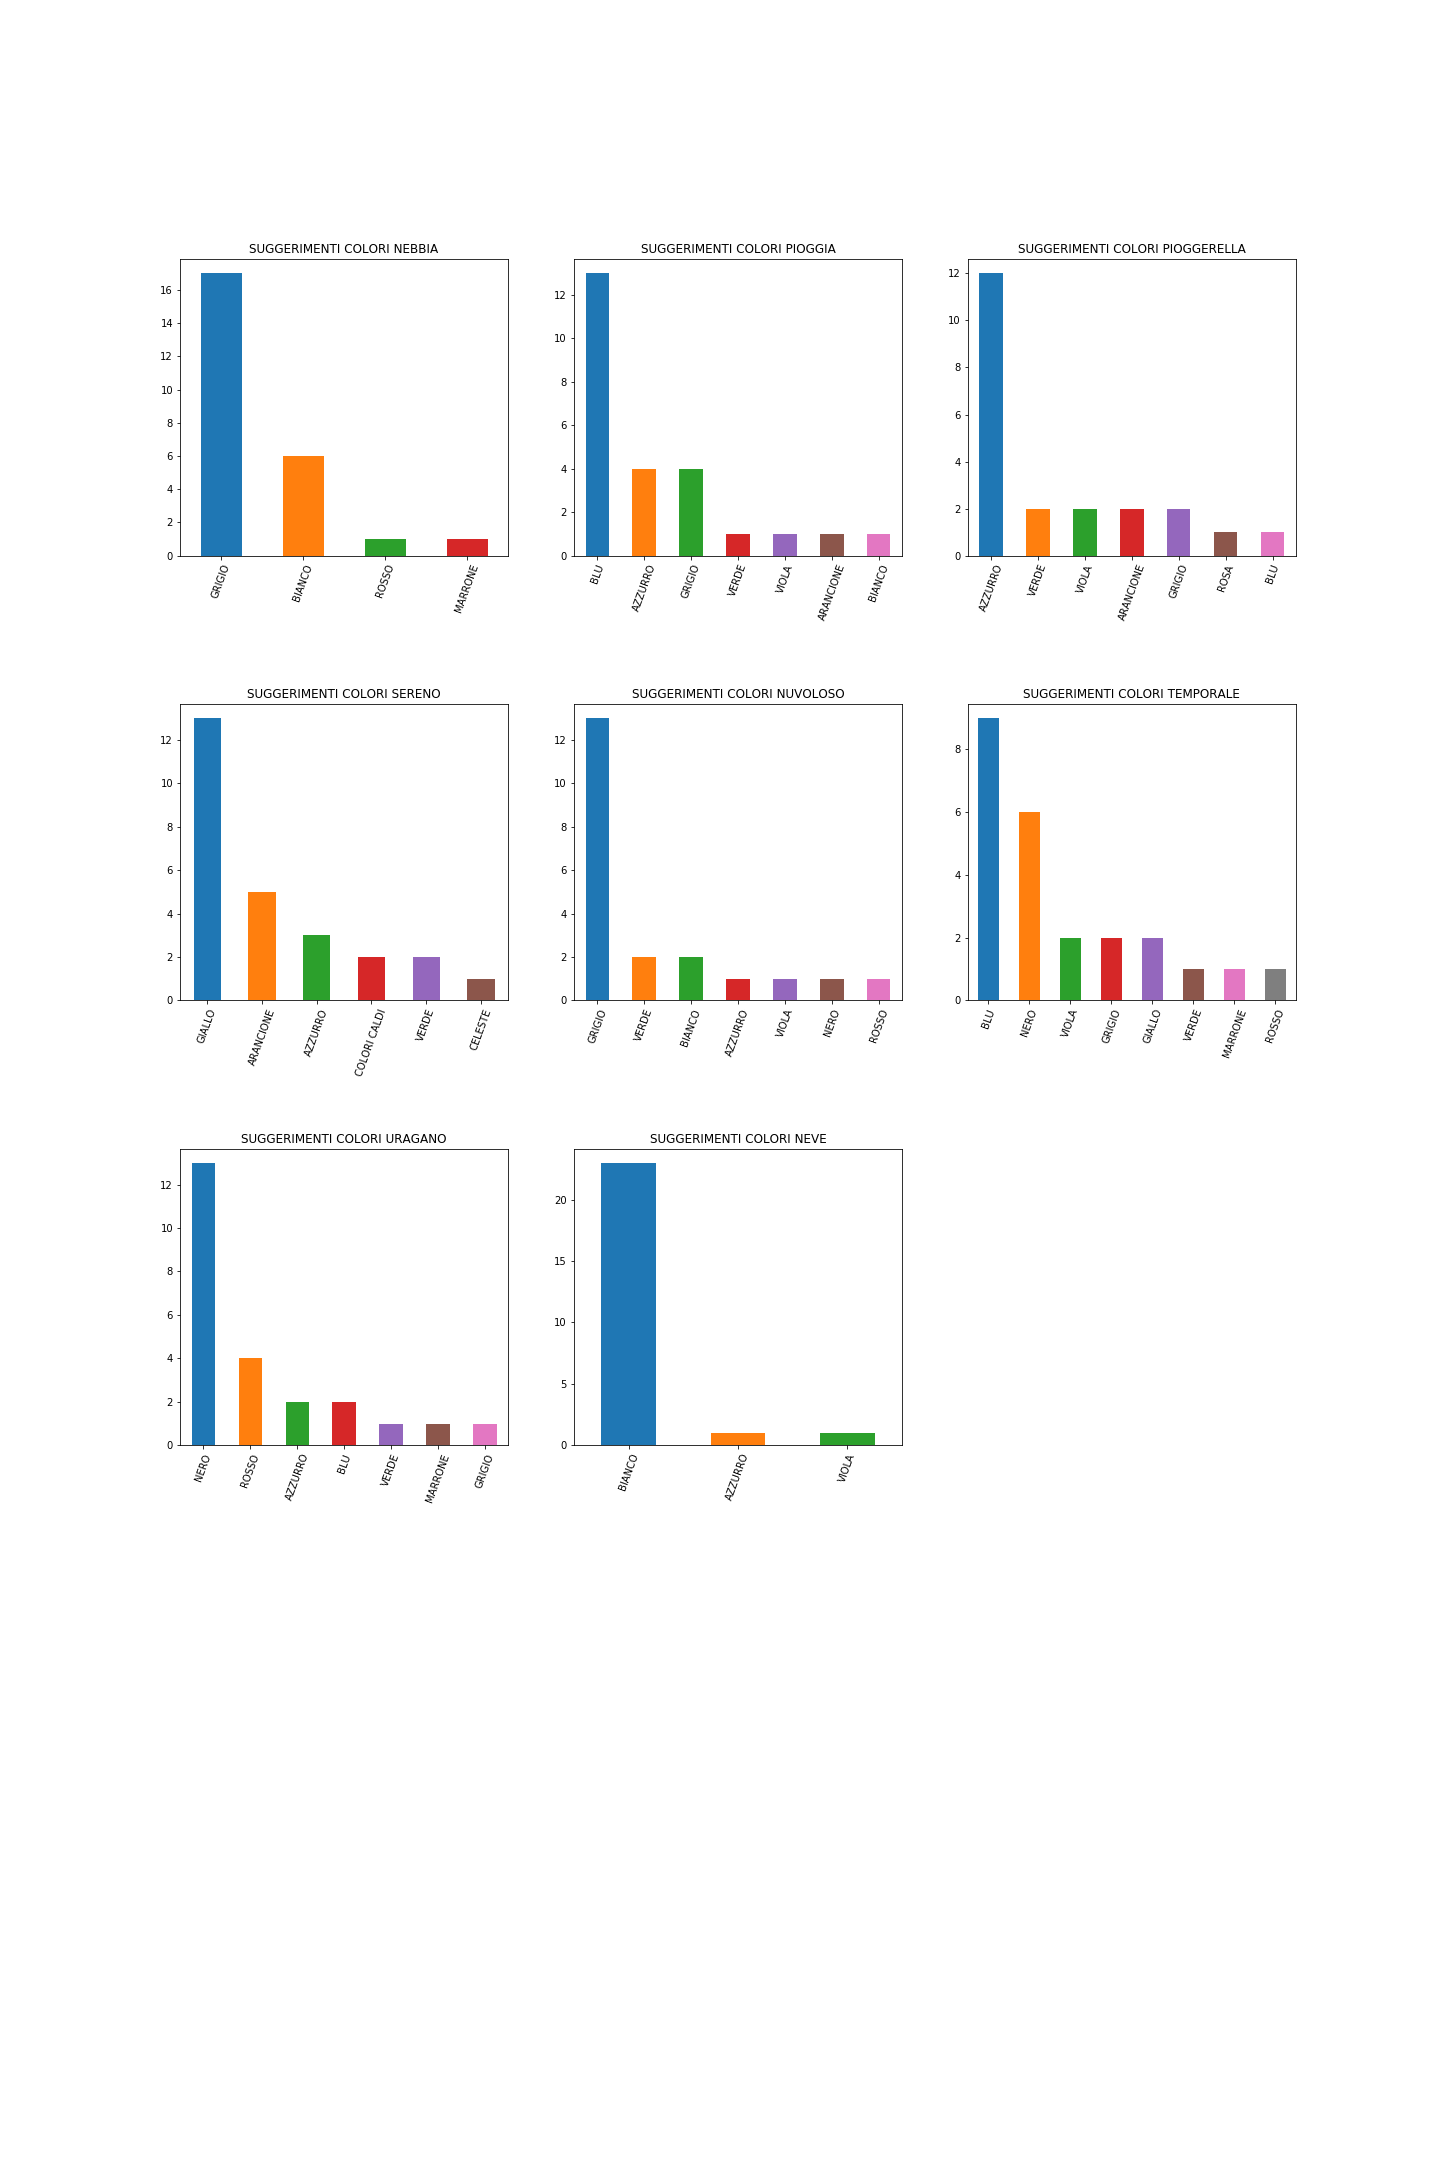 SUGGERIMENTI COLORI NEBBIA
16
14
12
10
8
6
4
2
0
GRIGIO
BIANCO
ROSSO
MARRONE
SUGGERIMENTI COLORI PIOGGIA
12
10
8
6
4
2
0
BLU
AZZURRO
GRIGIO
VERDE
VIOLA
ARANCIONE
BIANCO
SUGGERIMENTI COLORI PIOGGERELLA
12
10
8
6
4
2
0
AZZURRO
VERDE
VIOLA
ARANCIONE
GRIGIO
ROSA
BLU
SUGGERIMENTI COLORI SERENO
12
10
8
6
4
2
0
GIALLO
ARANCIONE
AZZURRO
COLORI CALDI
VERDE
CELESTE
SUGGERIMENTI COLORI NUVOLOSO
12
10
8
6
4
2
0
GRIGIO
VERDE
BIANCO
AZZURRO
VIOLA
NERO
ROSSO
SUGGERIMENTI COLORI TEMPORALE
8
6
4
2
0
BLU
NERO
VIOLA
GRIGIO
GIALLO
VERDE
MARRONE
ROSSO
SUGGERIMENTI COLORI URAGANO
12
10
8
6
4
2
0
NERO
ROSSO
AZZURRO
BLU
VERDE
MARRONE
GRIGIO
SUGGERIMENTI COLORI NEVE
20
15
10
5
0
BIANCO
AZZURRO
VIOLA